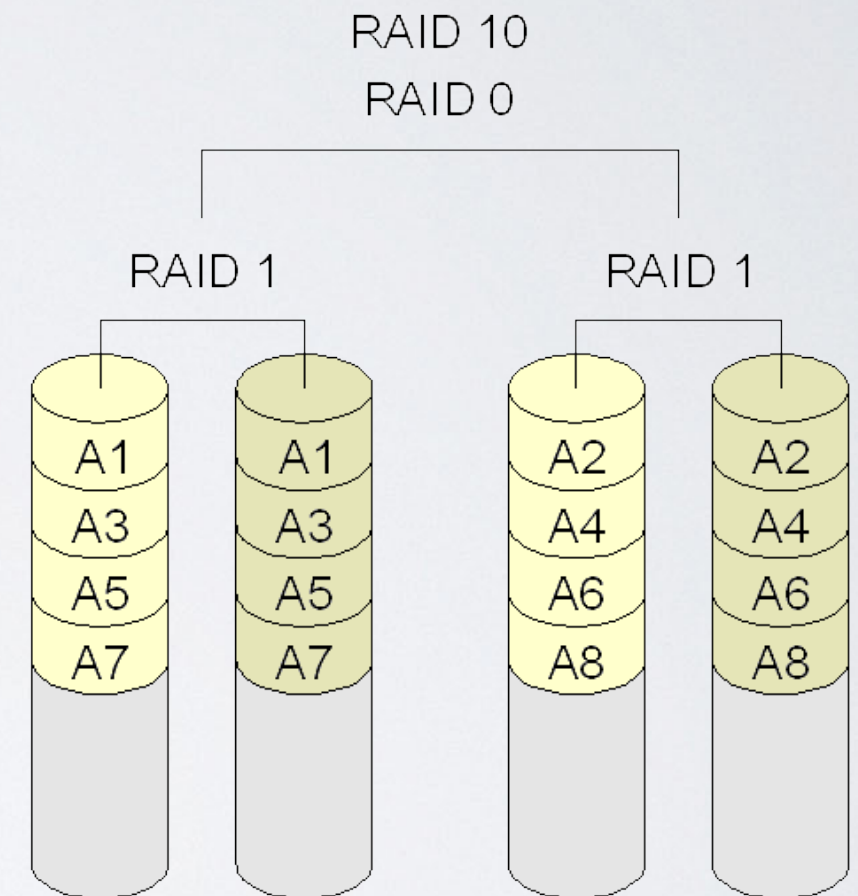 RAID 10
RAID 0
RAID 1 RAID 1
A1 A1 A2 A2
A3 A3 A4 A4
A5 A5 A6 A6
A7 A7 A8 A8